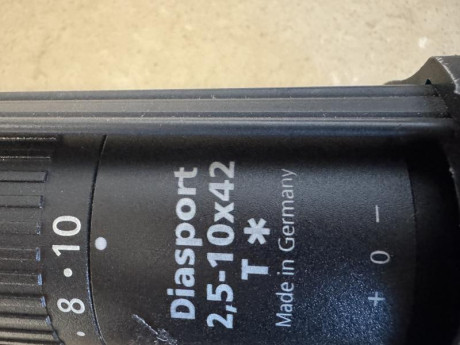 Diasport
2,5-10x42
T *
Made in Germany
+ 0 −
· 8 · 10